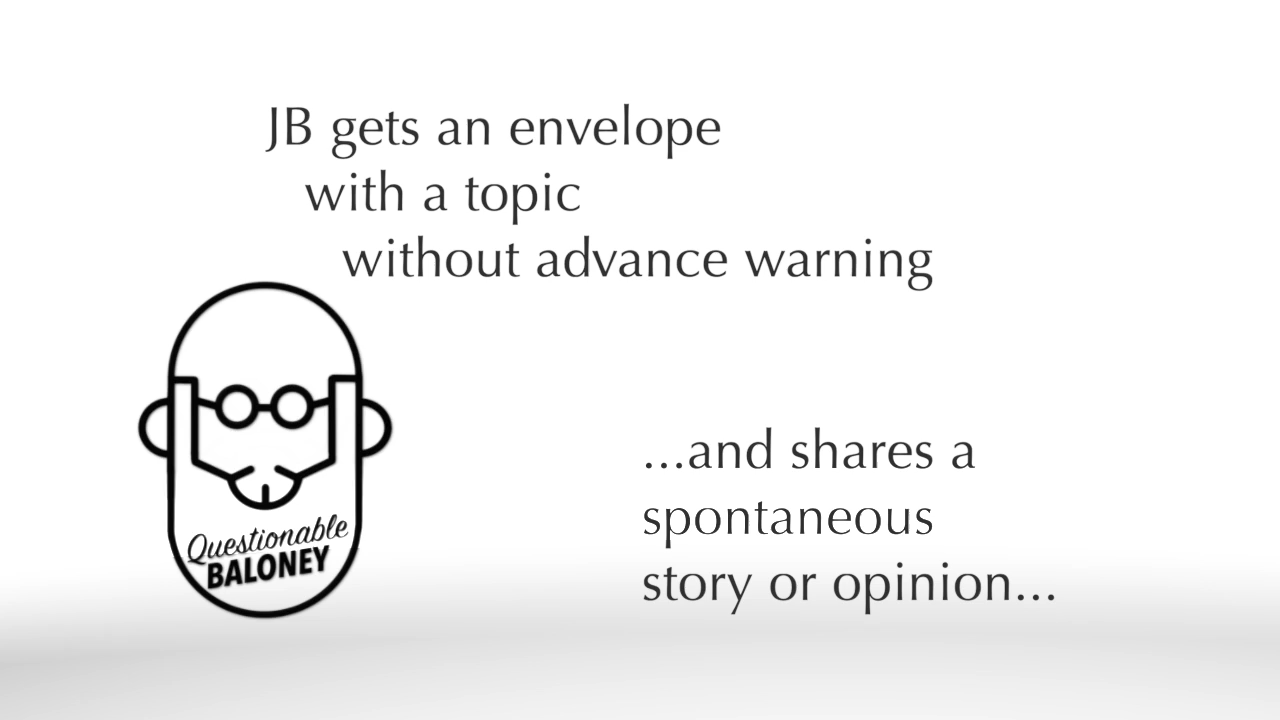 JB gets an envelope
with a topic
without advance warning
...and shares a
spontaneous
story or opinion...
Questionable
BALONEY